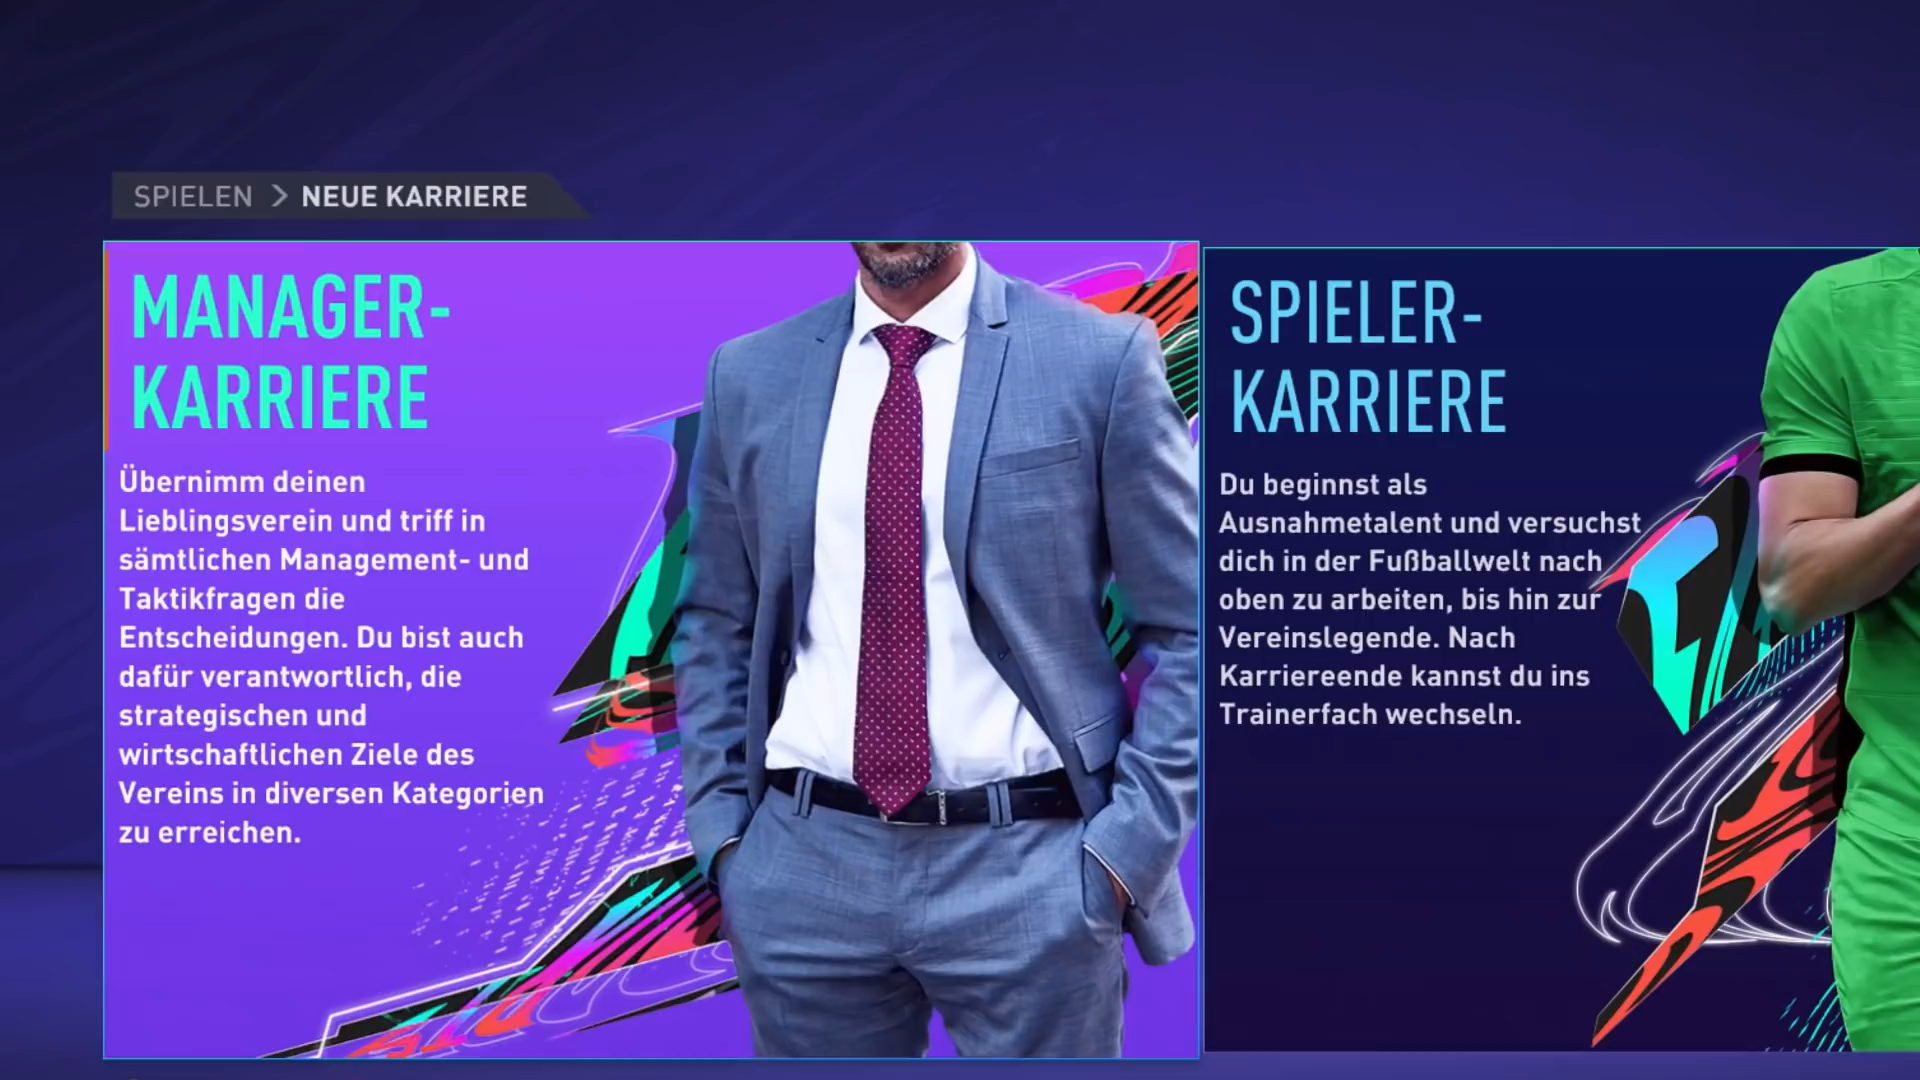 SPIELEN > NEUE KARRIERE
MANAGER-
KARRIERE
Übernimm deinen
Lieblingsverein und triff in
sämtlichen Management- und
Taktikfragen die
Entscheidungen. Du bist auch
dafür verantwortlich, die
strategischen und
wirtschaftlichen Ziele des
Vereins in diversen Kategorien
zu erreichen.
SPIELER-
KARRIERE
Du beginnst als
Ausnahmetalent und versuchst
dich in der Fußballwelt nach
oben zu arbeiten, bis hin zur
Vereinslegende. Nach
Karriereende kannst du ins
Trainerfach wechseln.